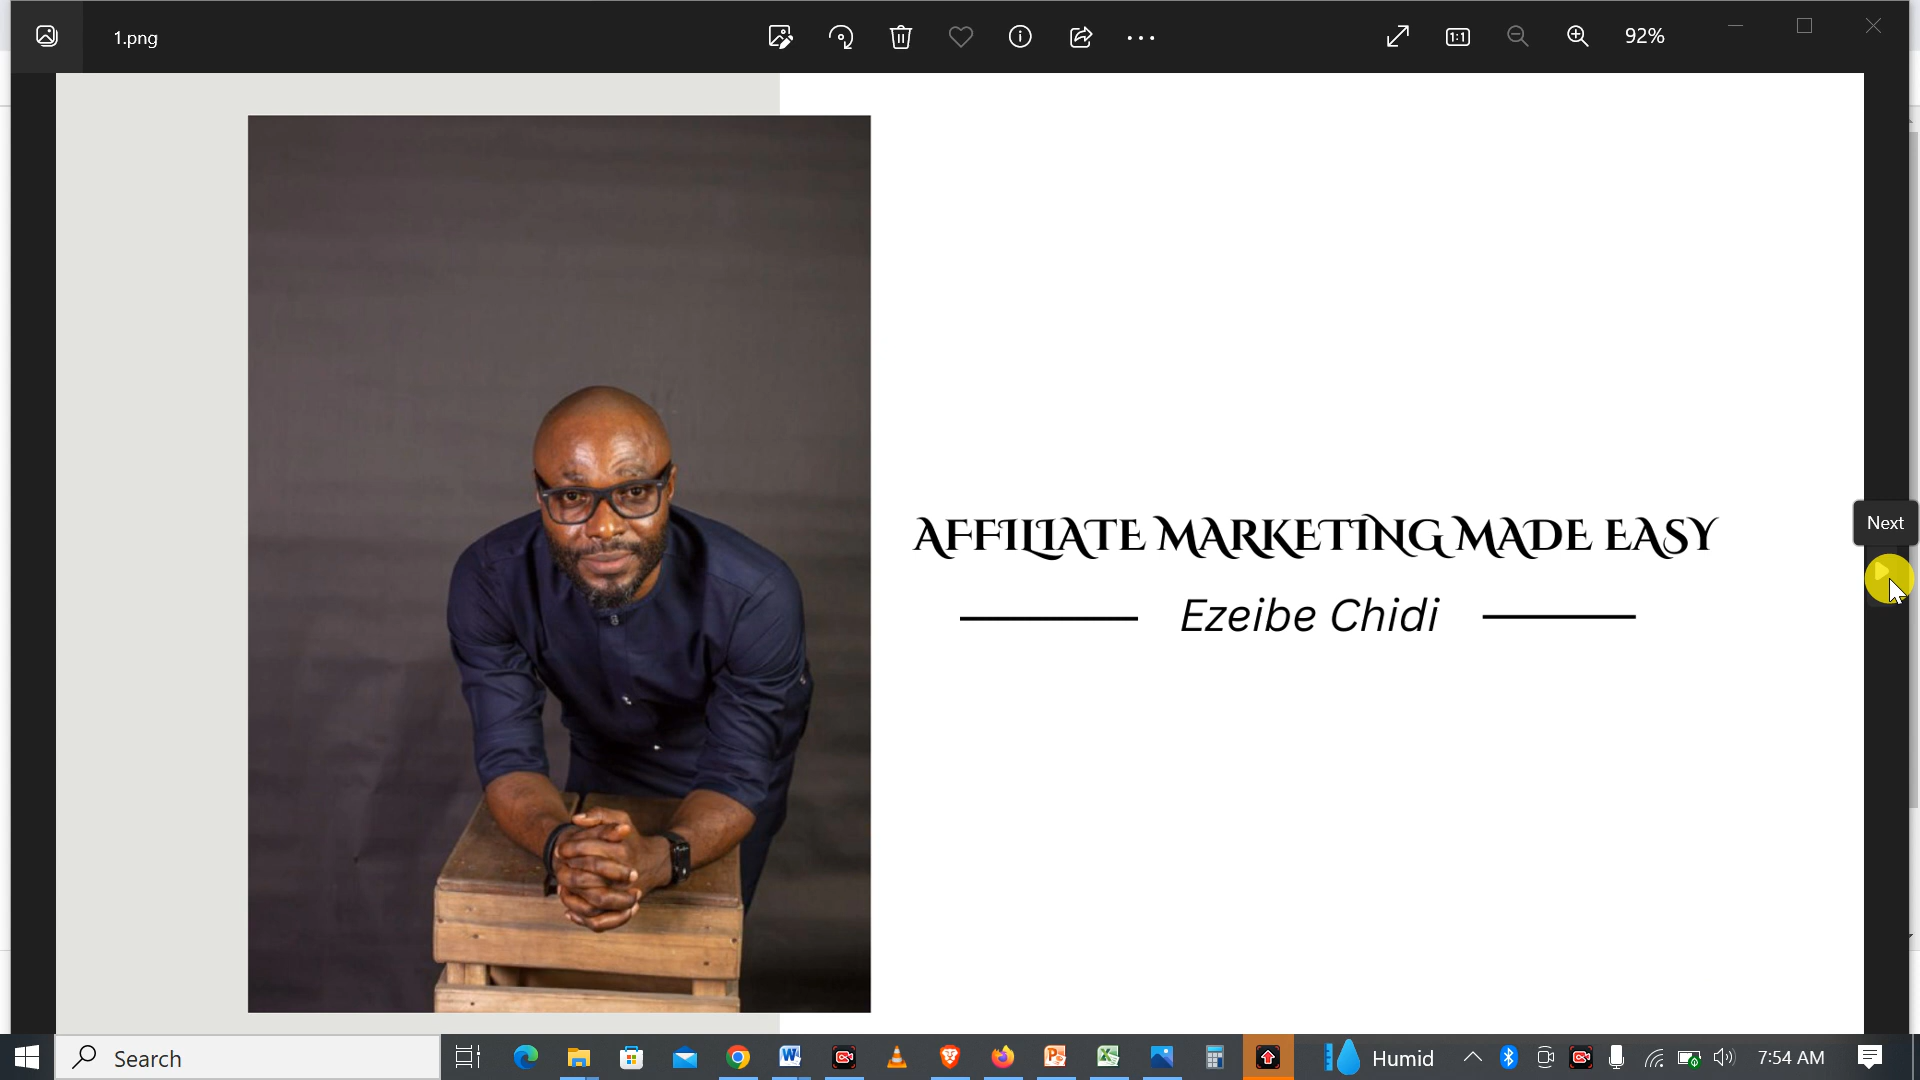 1.png
92%
Next
AFFILIATE MARKETING MADE EASY
Ezeibe Chidi
Search
Humid
7:54 AM